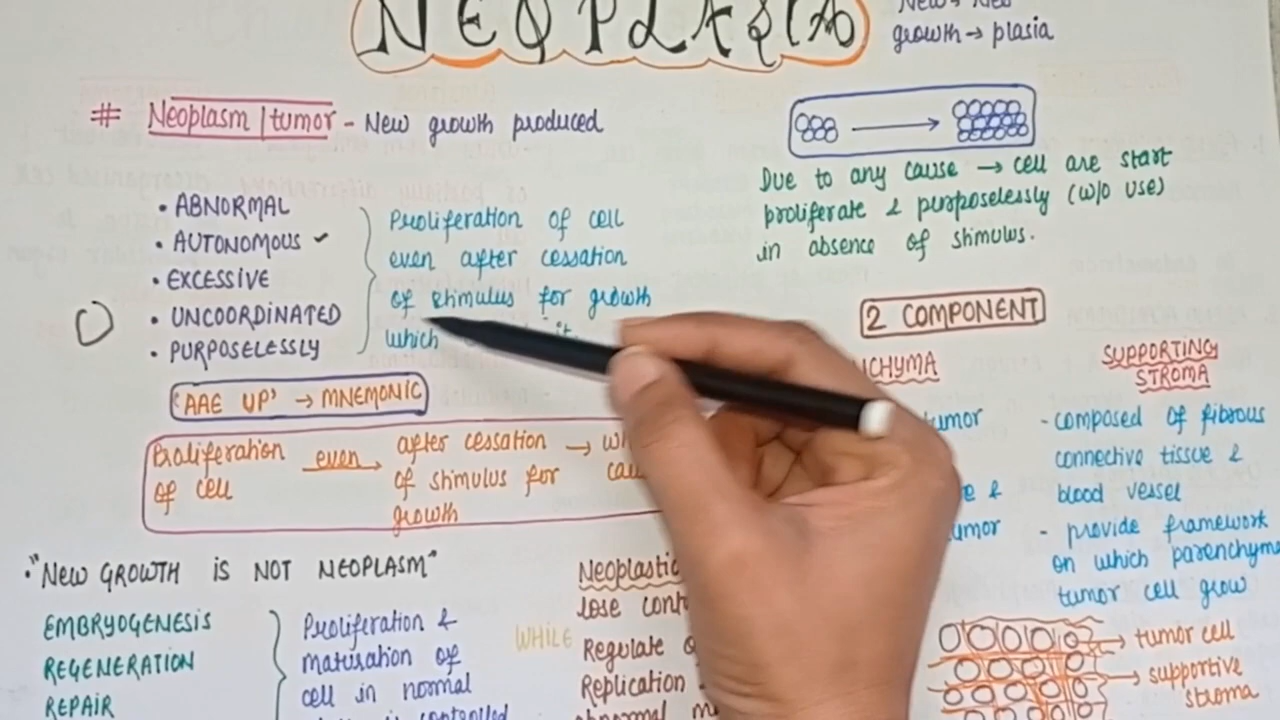 NEOPLASIA
growth → plasia
# Neoplasm | tumor - New growth produced
• ABNORMAL
• AUTONOMOUS ✓
• EXCESSIVE
• UNCOORDINATED
• PURPOSELESSLY
Proliferation of cell
even after cessation
of stimulus for growth
which it
'AAE UP' → MNEMONIC
Proliferation even after cessation →
of cell of stimulus for
growth
Due to any cause → cell are start
proliferate & purposelessly (w/o use)
in absence of stimulus.
2 COMPONENT
SUPPORTING
STROMA
tumor
& 
tumor
- composed of fibrous
connective tissue &
blood vessel
- provide framework
on which parenchyme
tumor cell grow
→ tumor cell
→ supportive
stroma
• "NEW GROWTH IS NOT NEOPLASM"
EMBRYOGENESIS
REGENERATION
REPAIR
Proliferation &
maturation of
cell in normal
WHILE
Neoplastic
lose
Regulate
Replication